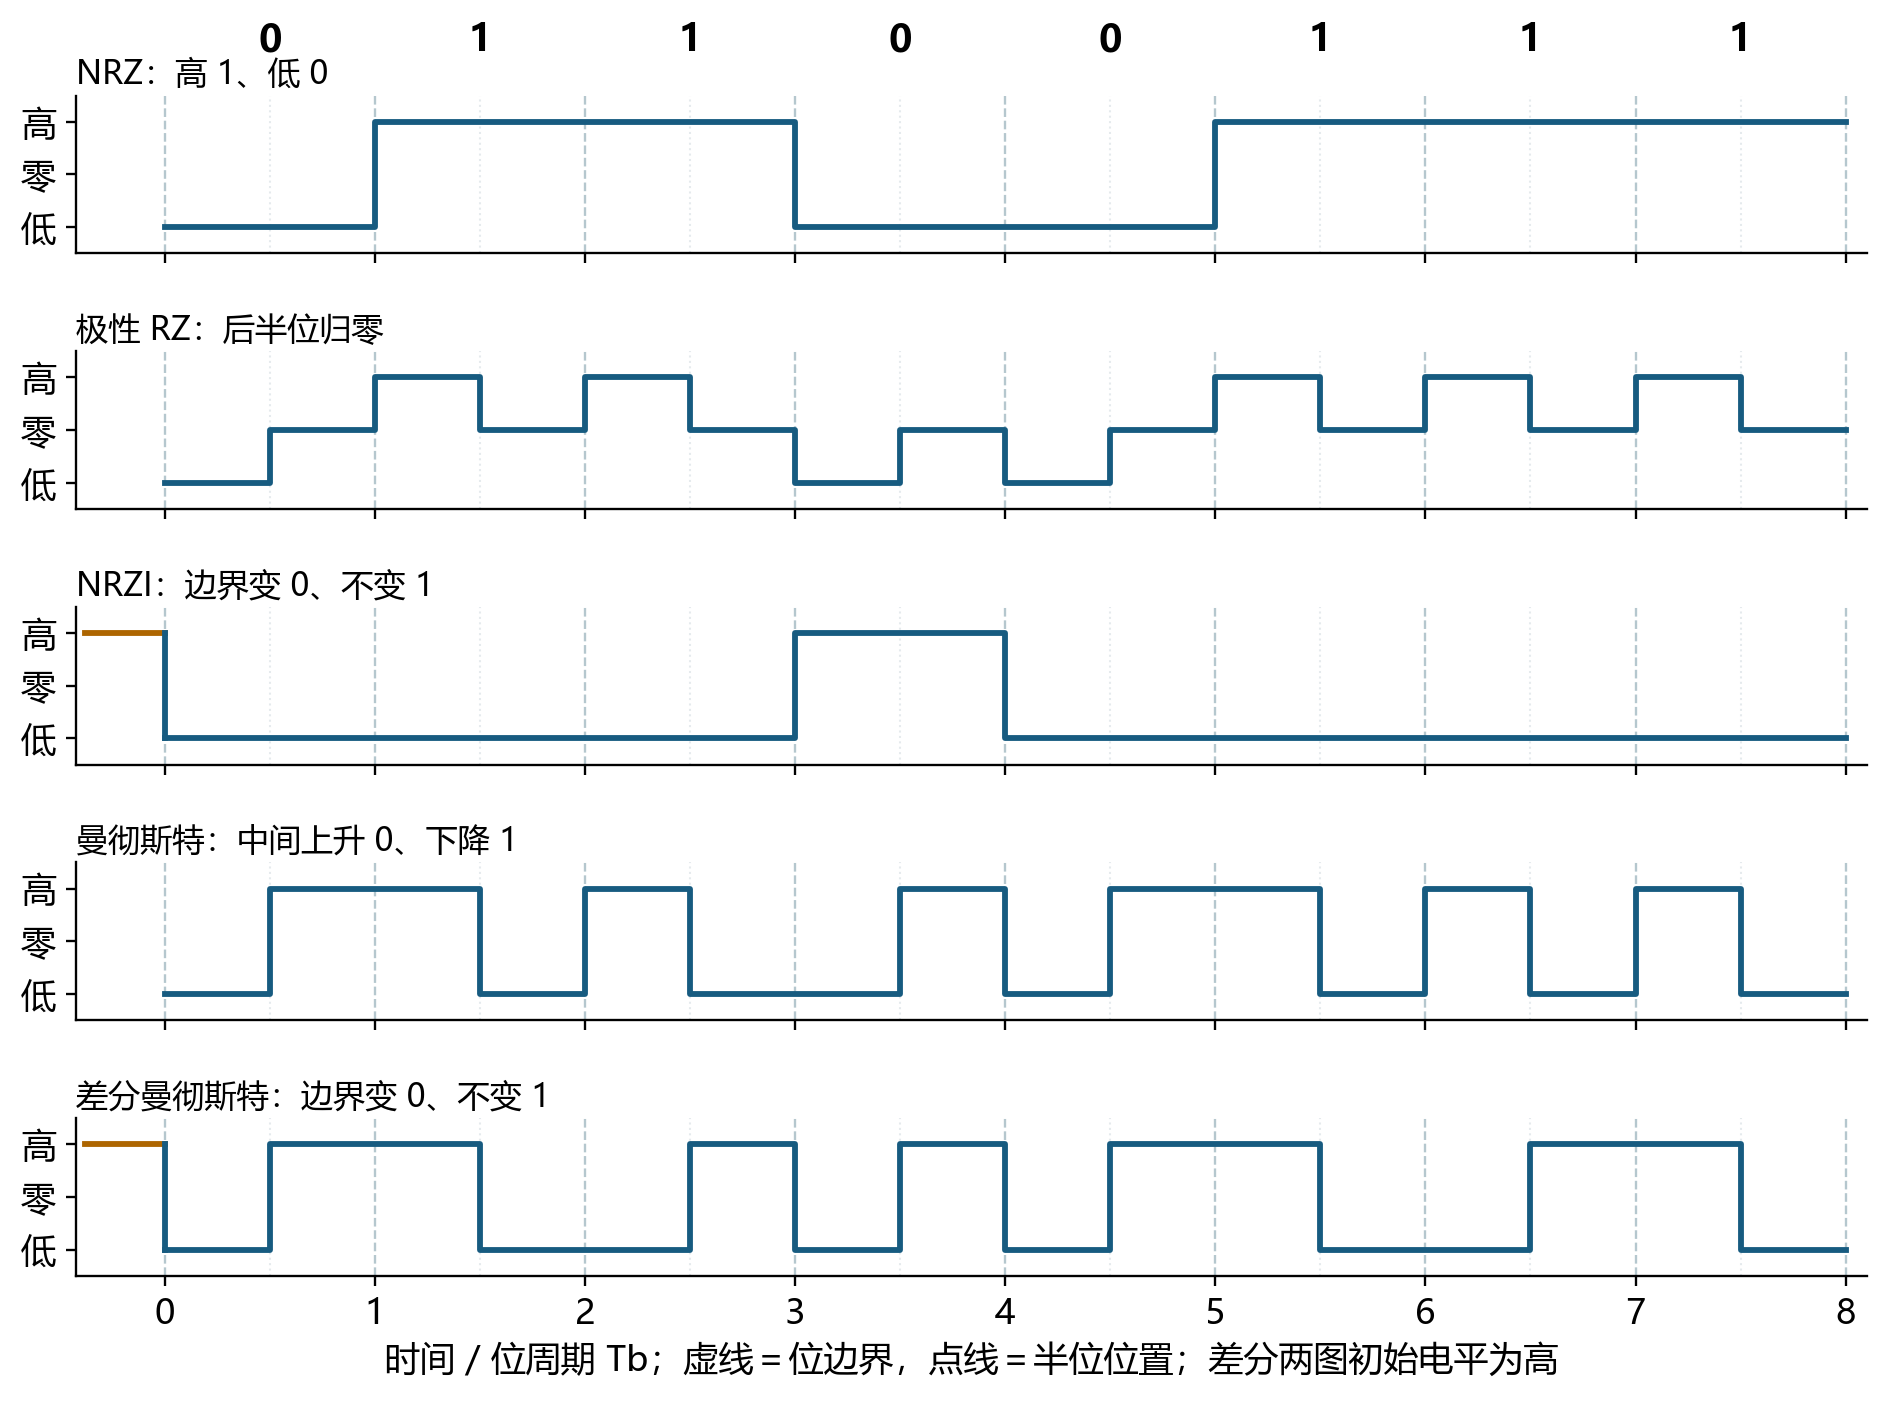 0 1 1 0 0 1 1 1
NRZ：高 1、低 0
高
零
低
极性 RZ：后半位归零
高
零
低
NRZI：边界变 0、不变 1
高
零
低
曼彻斯特：中间上升 0、下降 1
高
零
低
差分曼彻斯特：边界变 0、不变 1
高
零
低
0 1 2 3 4 5 6 7 8
时间 / 位周期 Tb；虚线＝位边界，点线＝半位位置；差分两图初始电平为高